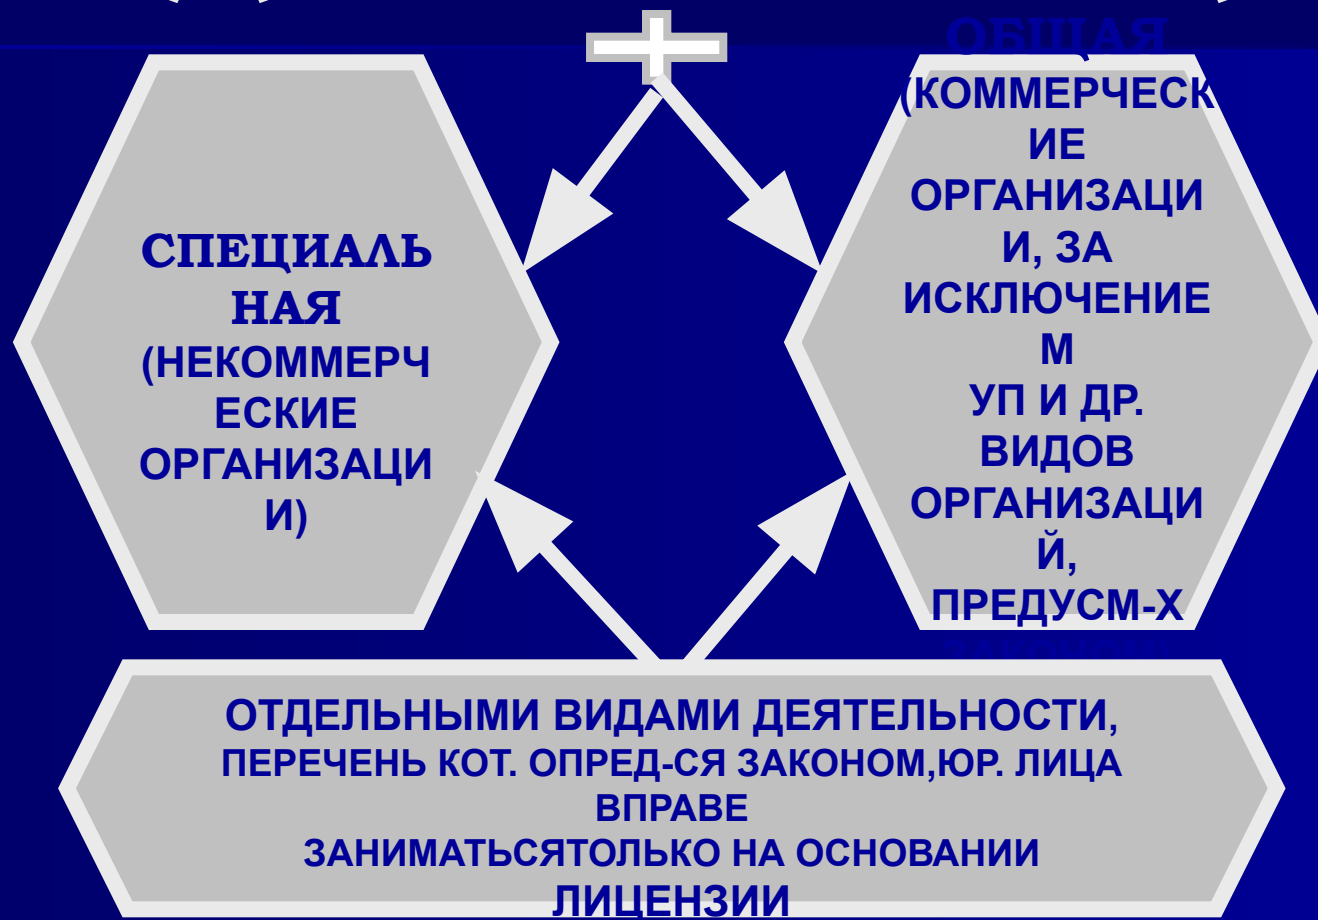 СПЕЦИАЛЬ
НАЯ
(НЕКОММЕРЧ
ЕСКИЕ
ОРГАНИЗАЦИ
И)
ОБЩАЯ
(КОММЕРЧЕСК
ИЕ
ОРГАНИЗАЦИ
И, ЗА
ИСКЛЮЧЕНИЕ
М
УП И ДР.
ВИДОВ
ОРГАНИЗАЦИ
Й,
ПРЕДУСМ-Х
ЗАКОНОМ)
ОТДЕЛЬНЫМИ ВИДАМИ ДЕЯТЕЛЬНОСТИ,
ПЕРЕЧЕНЬ КОТ. ОПРЕД-СЯ ЗАКОНОМ,ЮР. ЛИЦА
ВПРАВЕ
ЗАНИМАТЬСЯТОЛЬКО НА ОСНОВАНИИ
ЛИЦЕНЗИИ